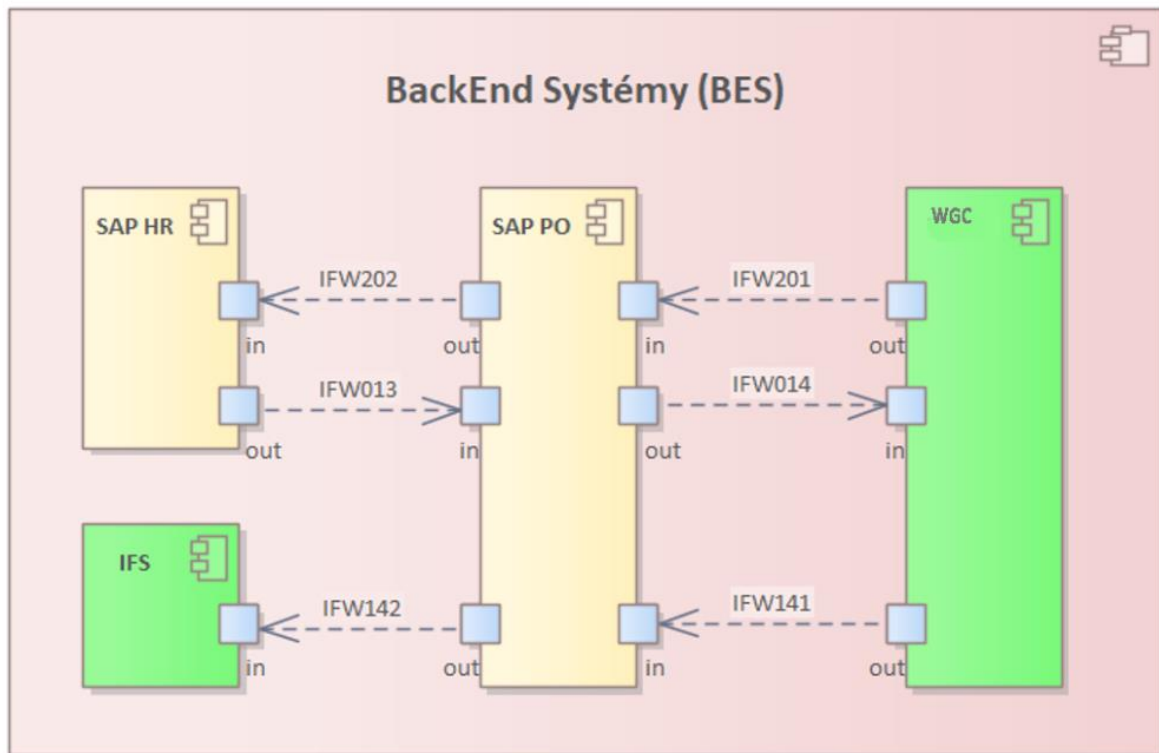 BackEnd Systémy (BES)
SAP HR
SAP PO
WGC
IFW202
IFW201
in
out
in
out
IFW013
IFW014
out
in
out
in
IFS
IFW142
IFW141
in
out
in
out